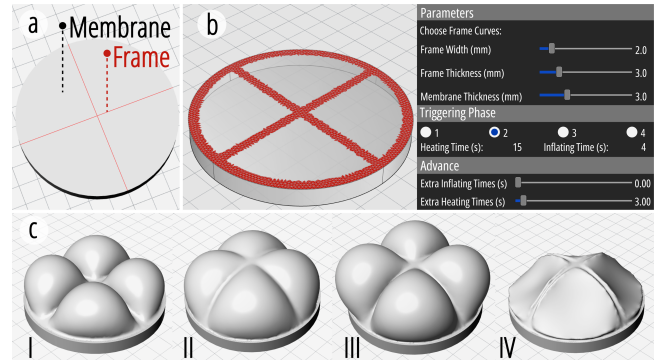 a
Membrane
Frame
b
Parameters
Choose Frame Curves:
Frame Width (mm) 2.0
Frame Thickness (mm) 3.0
Membrane Thickness (mm) 3.0
Triggering Phase
1 2 3 4
Heating Time (s): 15 Inflating Time (s): 4
Advance
Extra Inflating Times (s) 0.00
Extra Heating Times (s) 3.00
c
I II III IV